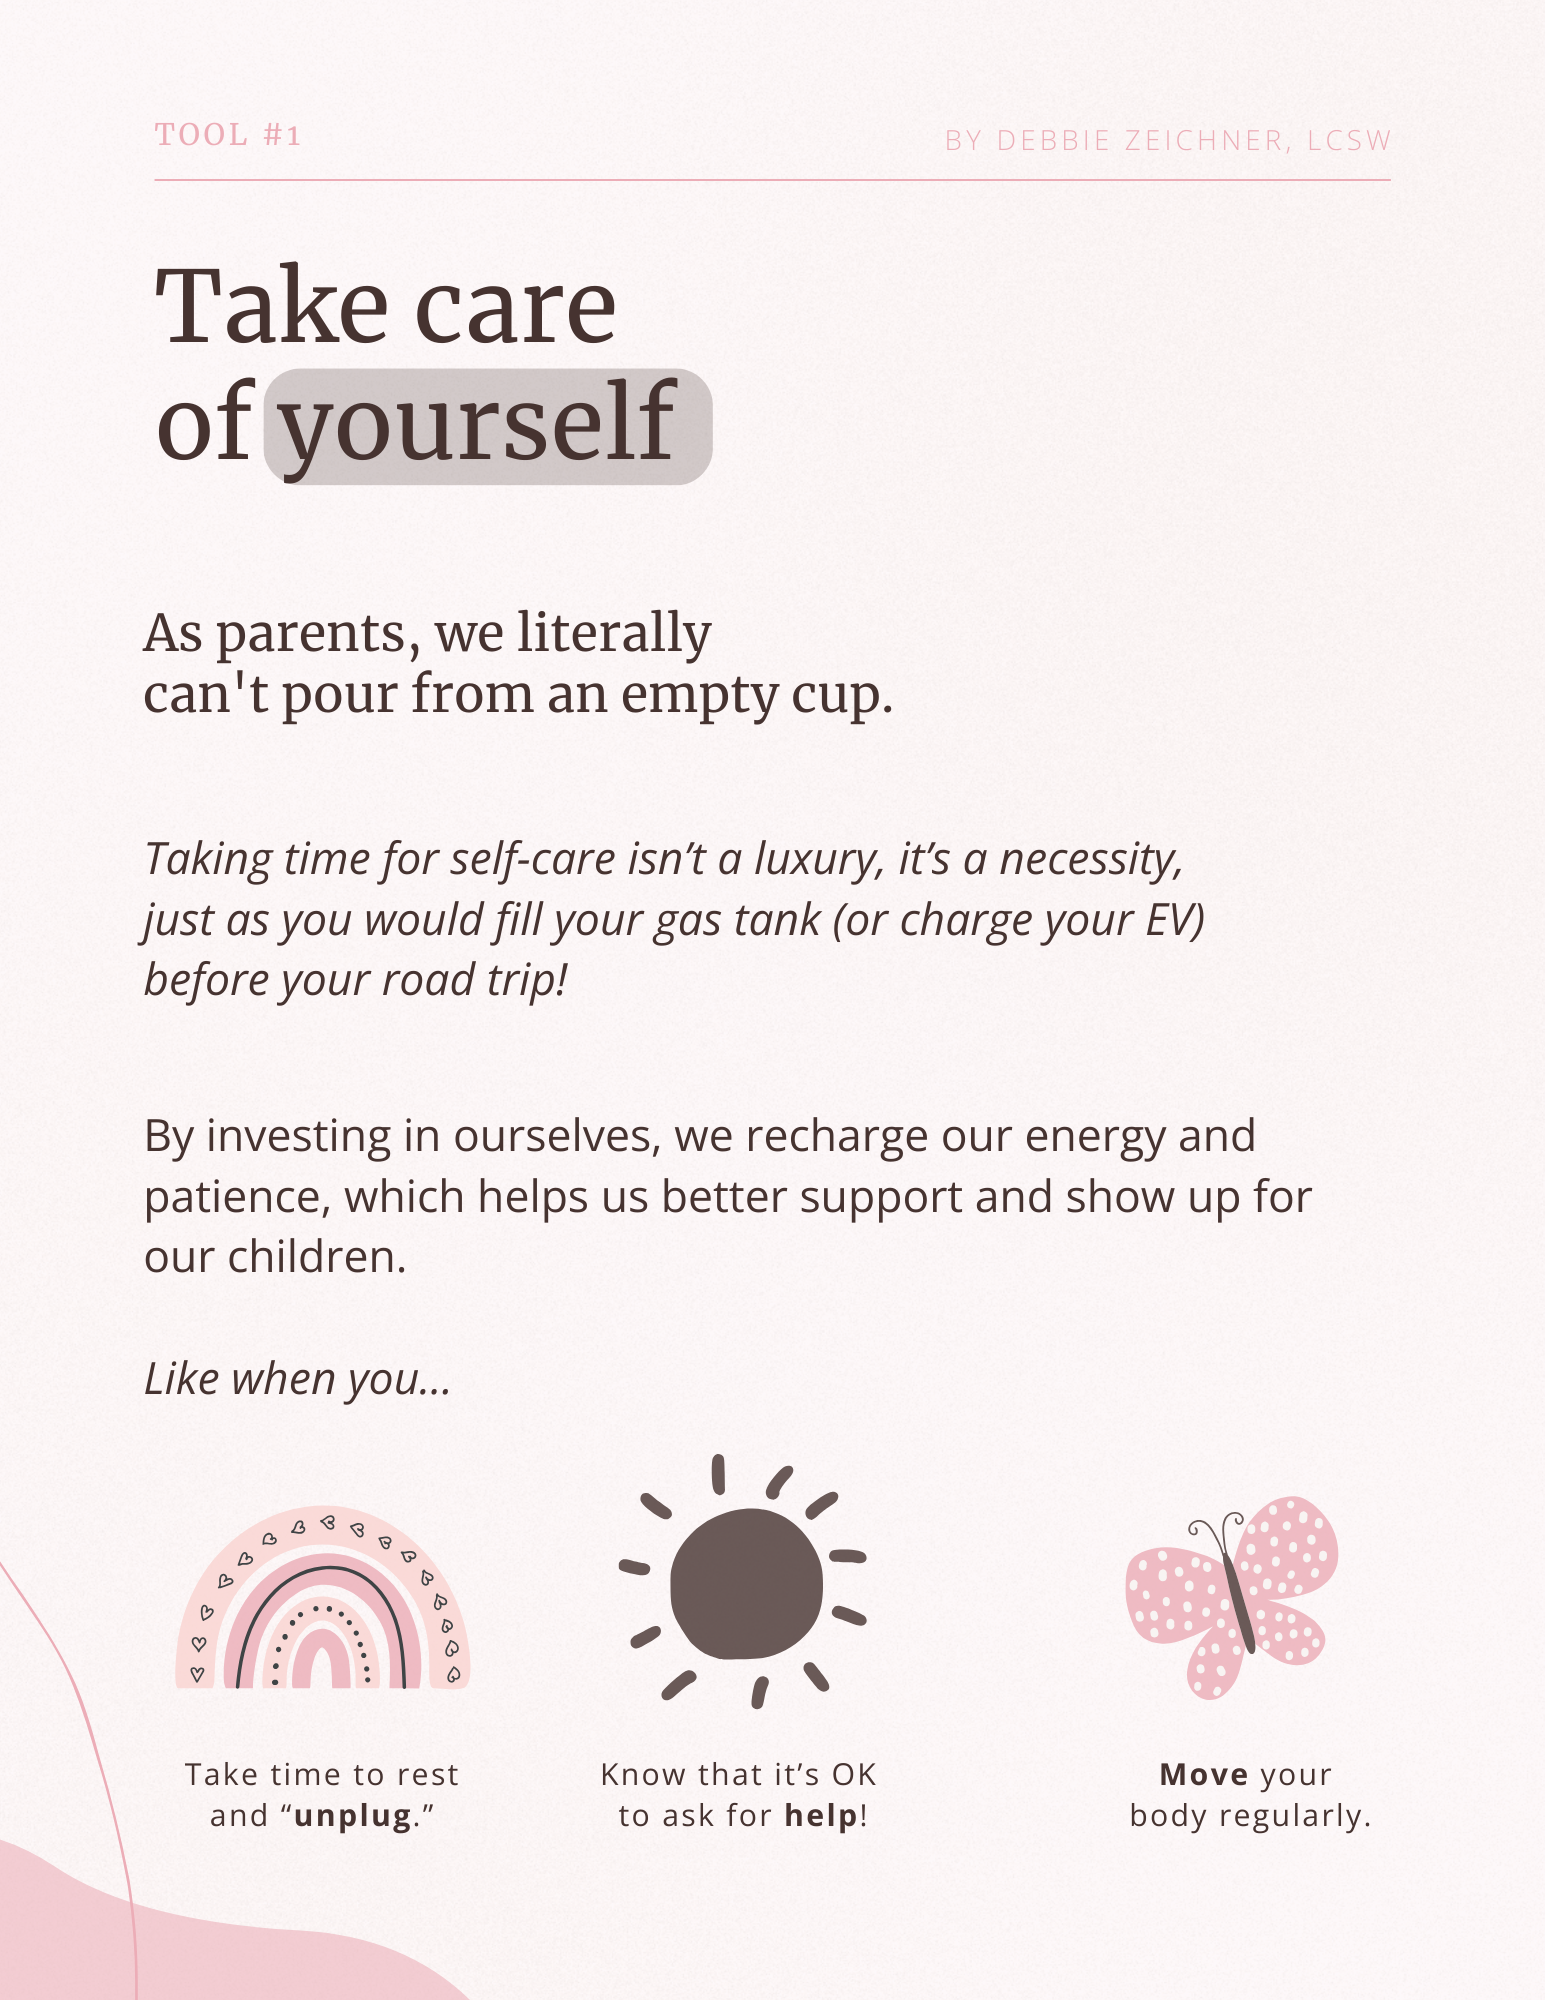 TOOL #1
BY DEBBIE ZEICHNER, LCSW
Take care
of yourself
As parents, we literally
can't pour from an empty cup.
Taking time for self-care isn’t a luxury, it’s a necessity,
just as you would fill your gas tank (or charge your EV)
before your road trip!
By investing in ourselves, we recharge our energy and
patience, which helps us better support and show up for
our children.
Like when you...
Take time to rest
and “unplug.”
Know that it’s OK
to ask for help!
Move your
body regularly.